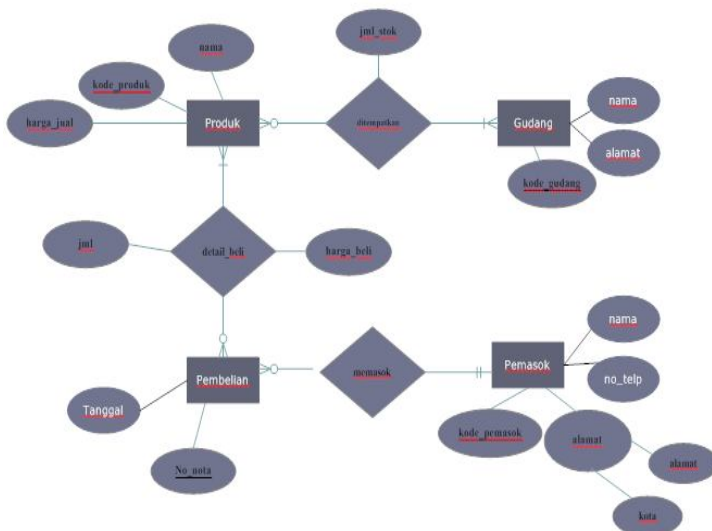 jml_stok
nama
kode_produk
harga_jual
Produk
ditempatkan
Gudang
nama
alamat
kode_gudang
jml
detail_beli
harga_beli
Pembelian
memasok
Pemasok
nama
no_telp
Tanggal
No_nota
kode_pemasok
alamat
alamat
kota